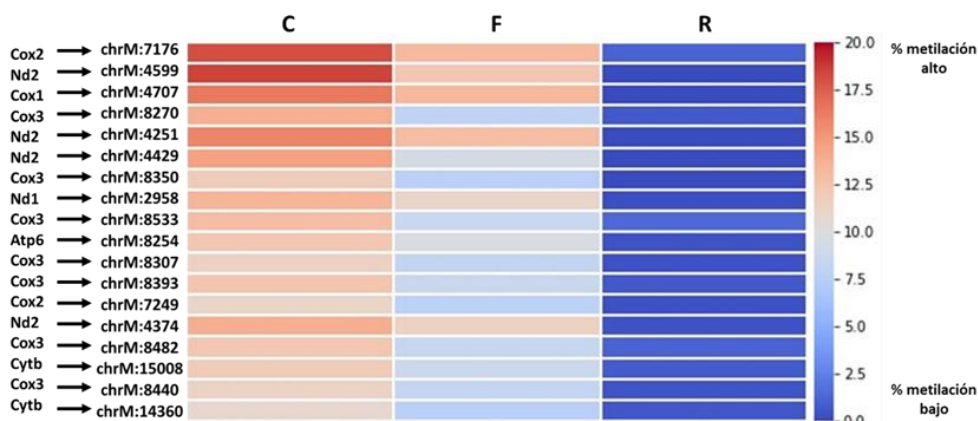 C F R
Cox2 chrM:7176
Nd2 chrM:4599
Cox1 chrM:4707
Cox3 chrM:8270
Nd2 chrM:4251
Nd2 chrM:4429
Cox3 chrM:8350
Nd1 chrM:2958
Cox3 chrM:8533
Atp6 chrM:8254
Cox3 chrM:8307
Cox3 chrM:8393
Cox2 chrM:7249
Nd2 chrM:4374
Cox3 chrM:8482
Cytb chrM:15008
Cox3 chrM:8440
Cytb chrM:14360
20.0
17.5
15.0
12.5
10.0
7.5
5.0
2.5
0.0
% metilación
alto
% metilación
bajo